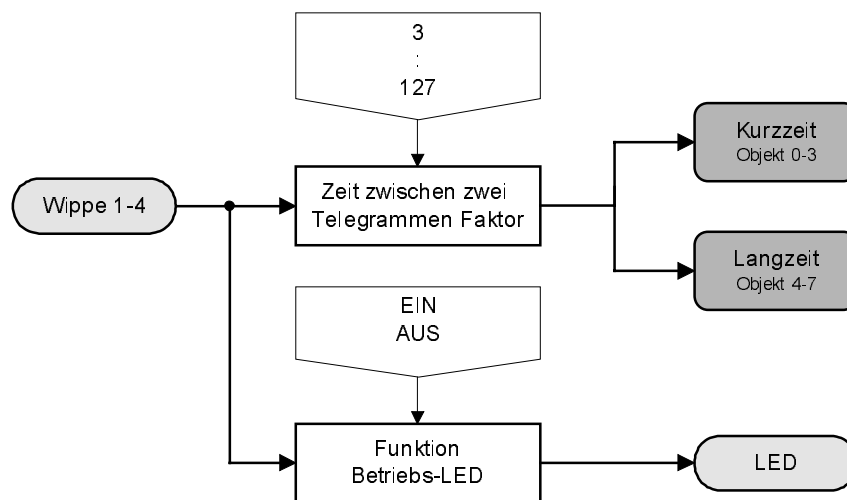 3
:
127
Kurzzeit
Objekt 0-3
Wippe 1-4
Zeit zwischen zwei
Telegrammen Faktor
Langzeit
Objekt 4-7
EIN
AUS
Funktion
Betriebs-LED
LED